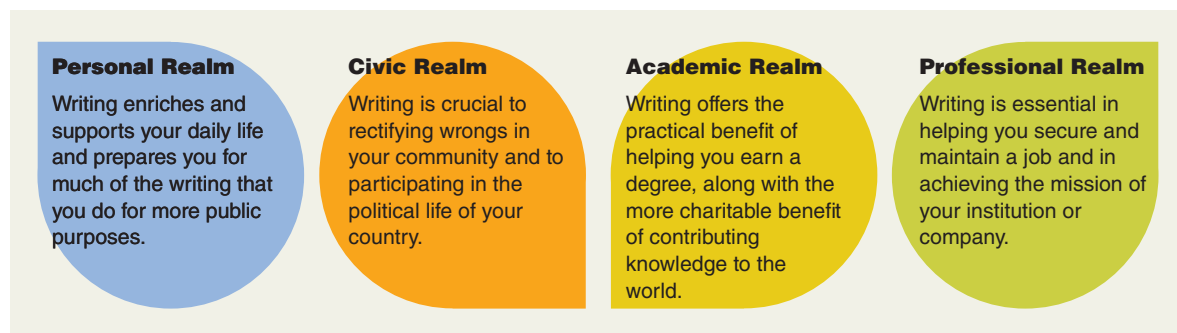 Personal Realm
Writing enriches and
supports your daily life
and prepares you for
much of the writing that
you do for more public
purposes.
Civic Realm
Writing is crucial to
rectifying wrongs in
your community and to
participating in the
political life of your
country.
Academic Realm
Writing offers the
practical benefit of
helping you earn a
degree, along with the
more charitable benefit
of contributing
knowledge to the
world.
Professional Realm
Writing is essential in
helping you secure and
maintain a job and in
achieving the mission of
your institution or
company.